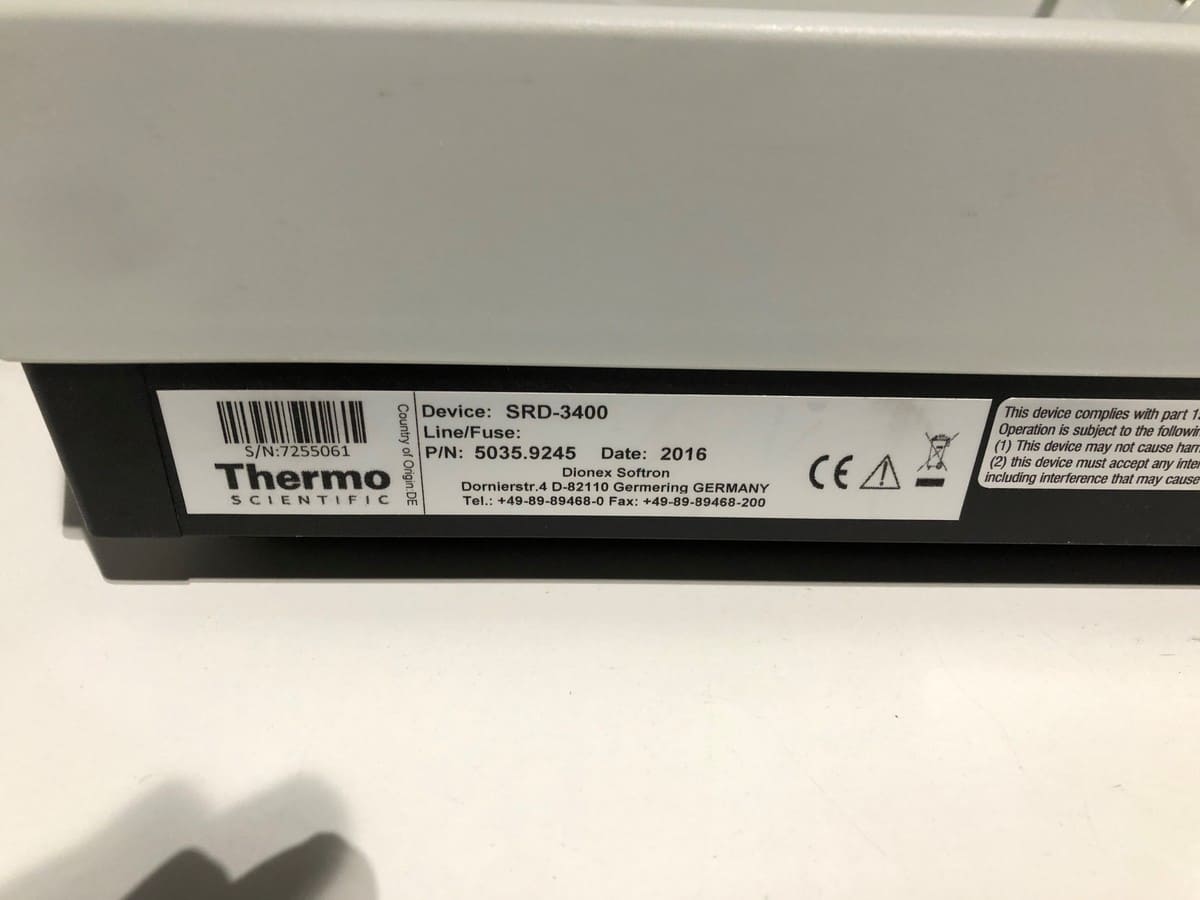 S/N:7255061
Thermo
SCIENTIFIC
Country of Origin DE
Device: SRD-3400
Line/Fuse:
P/N: 5035.9245 Date: 2016
Dionex Softron
Dornierstr.4 D-82110 Germering GERMANY
Tel.: +49-89-89468-0 Fax: +49-89-89468-200
CE
This device complies with part
Operation is subject to the
(1) This device may not cause
(2) this device must accept any
including interference that may cause